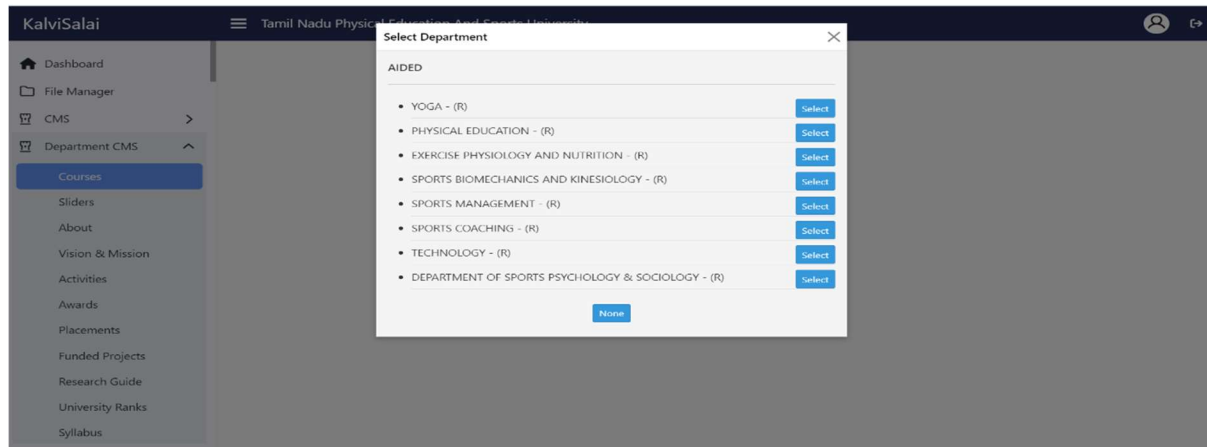 KalviSalai
Tamil Nadu Physical Education And Sports University
Select Department
AIDED
YOGA - (R) Select
PHYSICAL EDUCATION - (R) Select
EXERCISE PHYSIOLOGY AND NUTRITION - (R) Select
SPORTS BIOMECHANICS AND KINESIOLOGY - (R) Select
SPORTS MANAGEMENT - (R) Select
SPORTS COACHING - (R) Select
TECHNOLOGY - (R) Select
DEPARTMENT OF SPORTS PSYCHOLOGY & SOCIOLOGY - (R) Select
None
Dashboard
File Manager
CMS
Department CMS
Courses
Sliders
About
Vision & Mission
Activities
Awards
Placements
Funded Projects
Research Guide
University Ranks
Syllabus